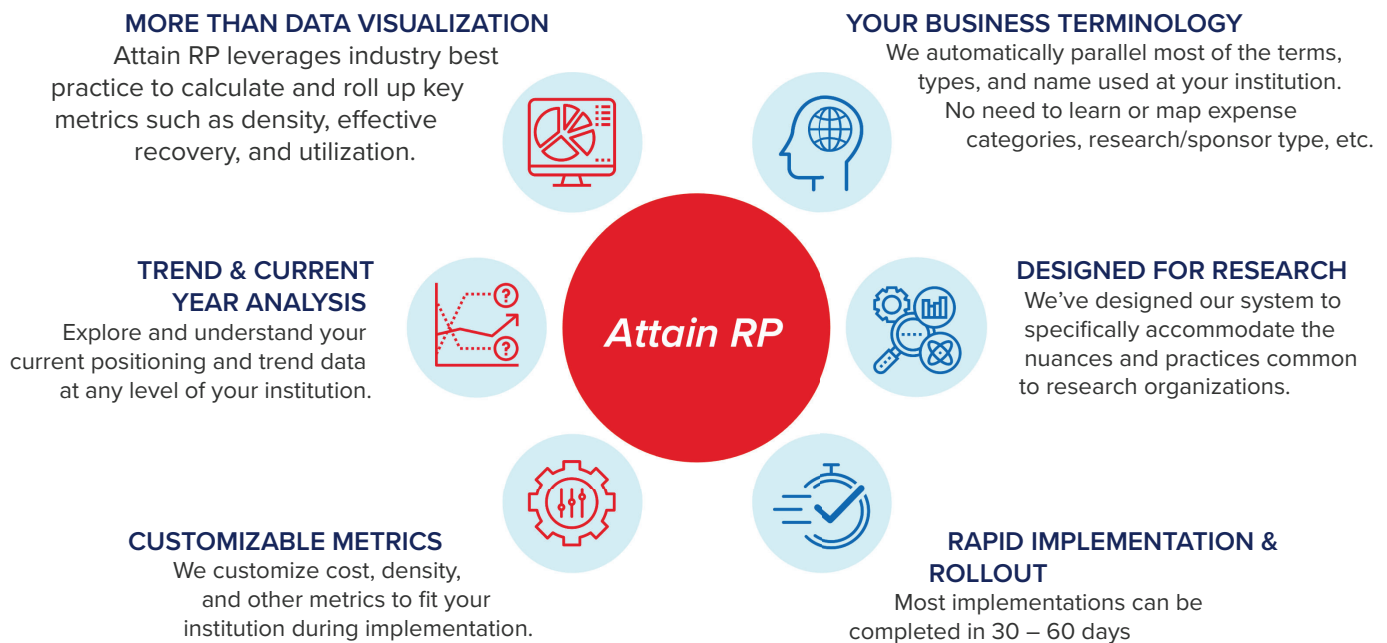 MORE THAN DATA VISUALIZATION
Attain RP leverages industry best
practice to calculate and roll up key
metrics such as density, effective
recovery, and utilization.
YOUR BUSINESS TERMINOLOGY
We automatically parallel most of the terms,
types, and name used at your institution.
No need to learn or map expense
categories, research/sponsor type, etc.
TREND & CURRENT
YEAR ANALYSIS
Explore and understand your
current positioning and trend data
at any level of your institution.
? 
?
Attain RP
DESIGNED FOR RESEARCH
We’ve designed our system to
specifically accommodate the
nuances and practices common
to research organizations.
CUSTOMIZABLE METRICS
We customize cost, density,
and other metrics to fit your
institution during implementation.
RAPID IMPLEMENTATION &
ROLLOUT
Most implementations can be
completed in 30 – 60 days